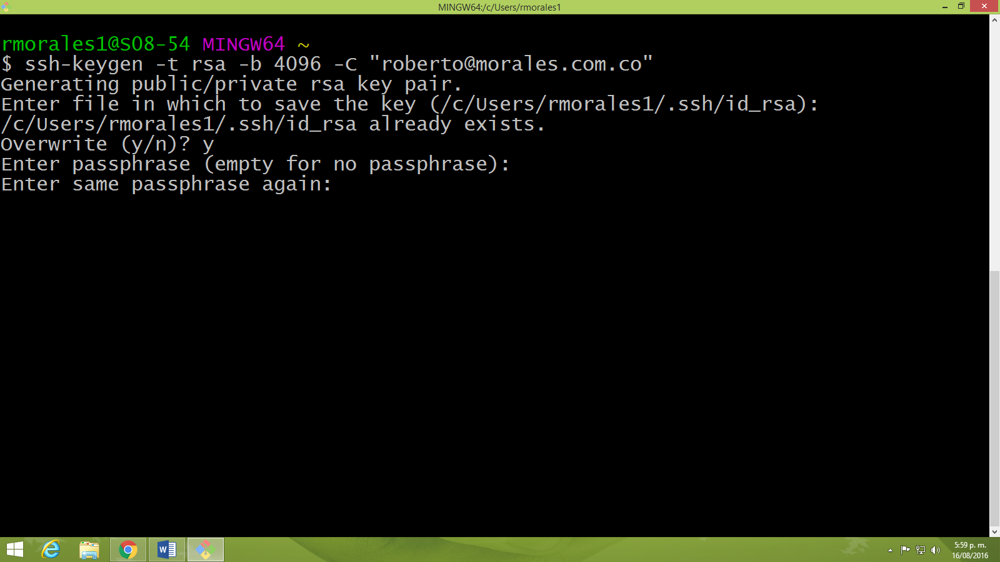 MINGW64:/c/Users/rmorales1
rmorales1@S08-54 MINGW64 ~
$ ssh-keygen -t rsa -b 4096 -C "roberto@morales.com.co"
Generating public/private rsa key pair.
Enter file in which to save the key (/c/Users/rmorales1/.ssh/id_rsa):
/c/Users/rmorales1/.ssh/id_rsa already exists.
Overwrite (y/n)? y
Enter passphrase (empty for no passphrase):
Enter same passphrase again:
5:59 p. m.
16/08/2016